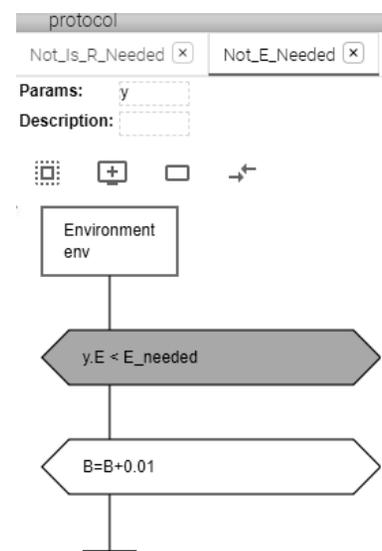 protocol
Not_Is_R_Needed Not_E_Needed
Params: y
Description:
Environment
env
y.E < E_needed
B=B+0.01